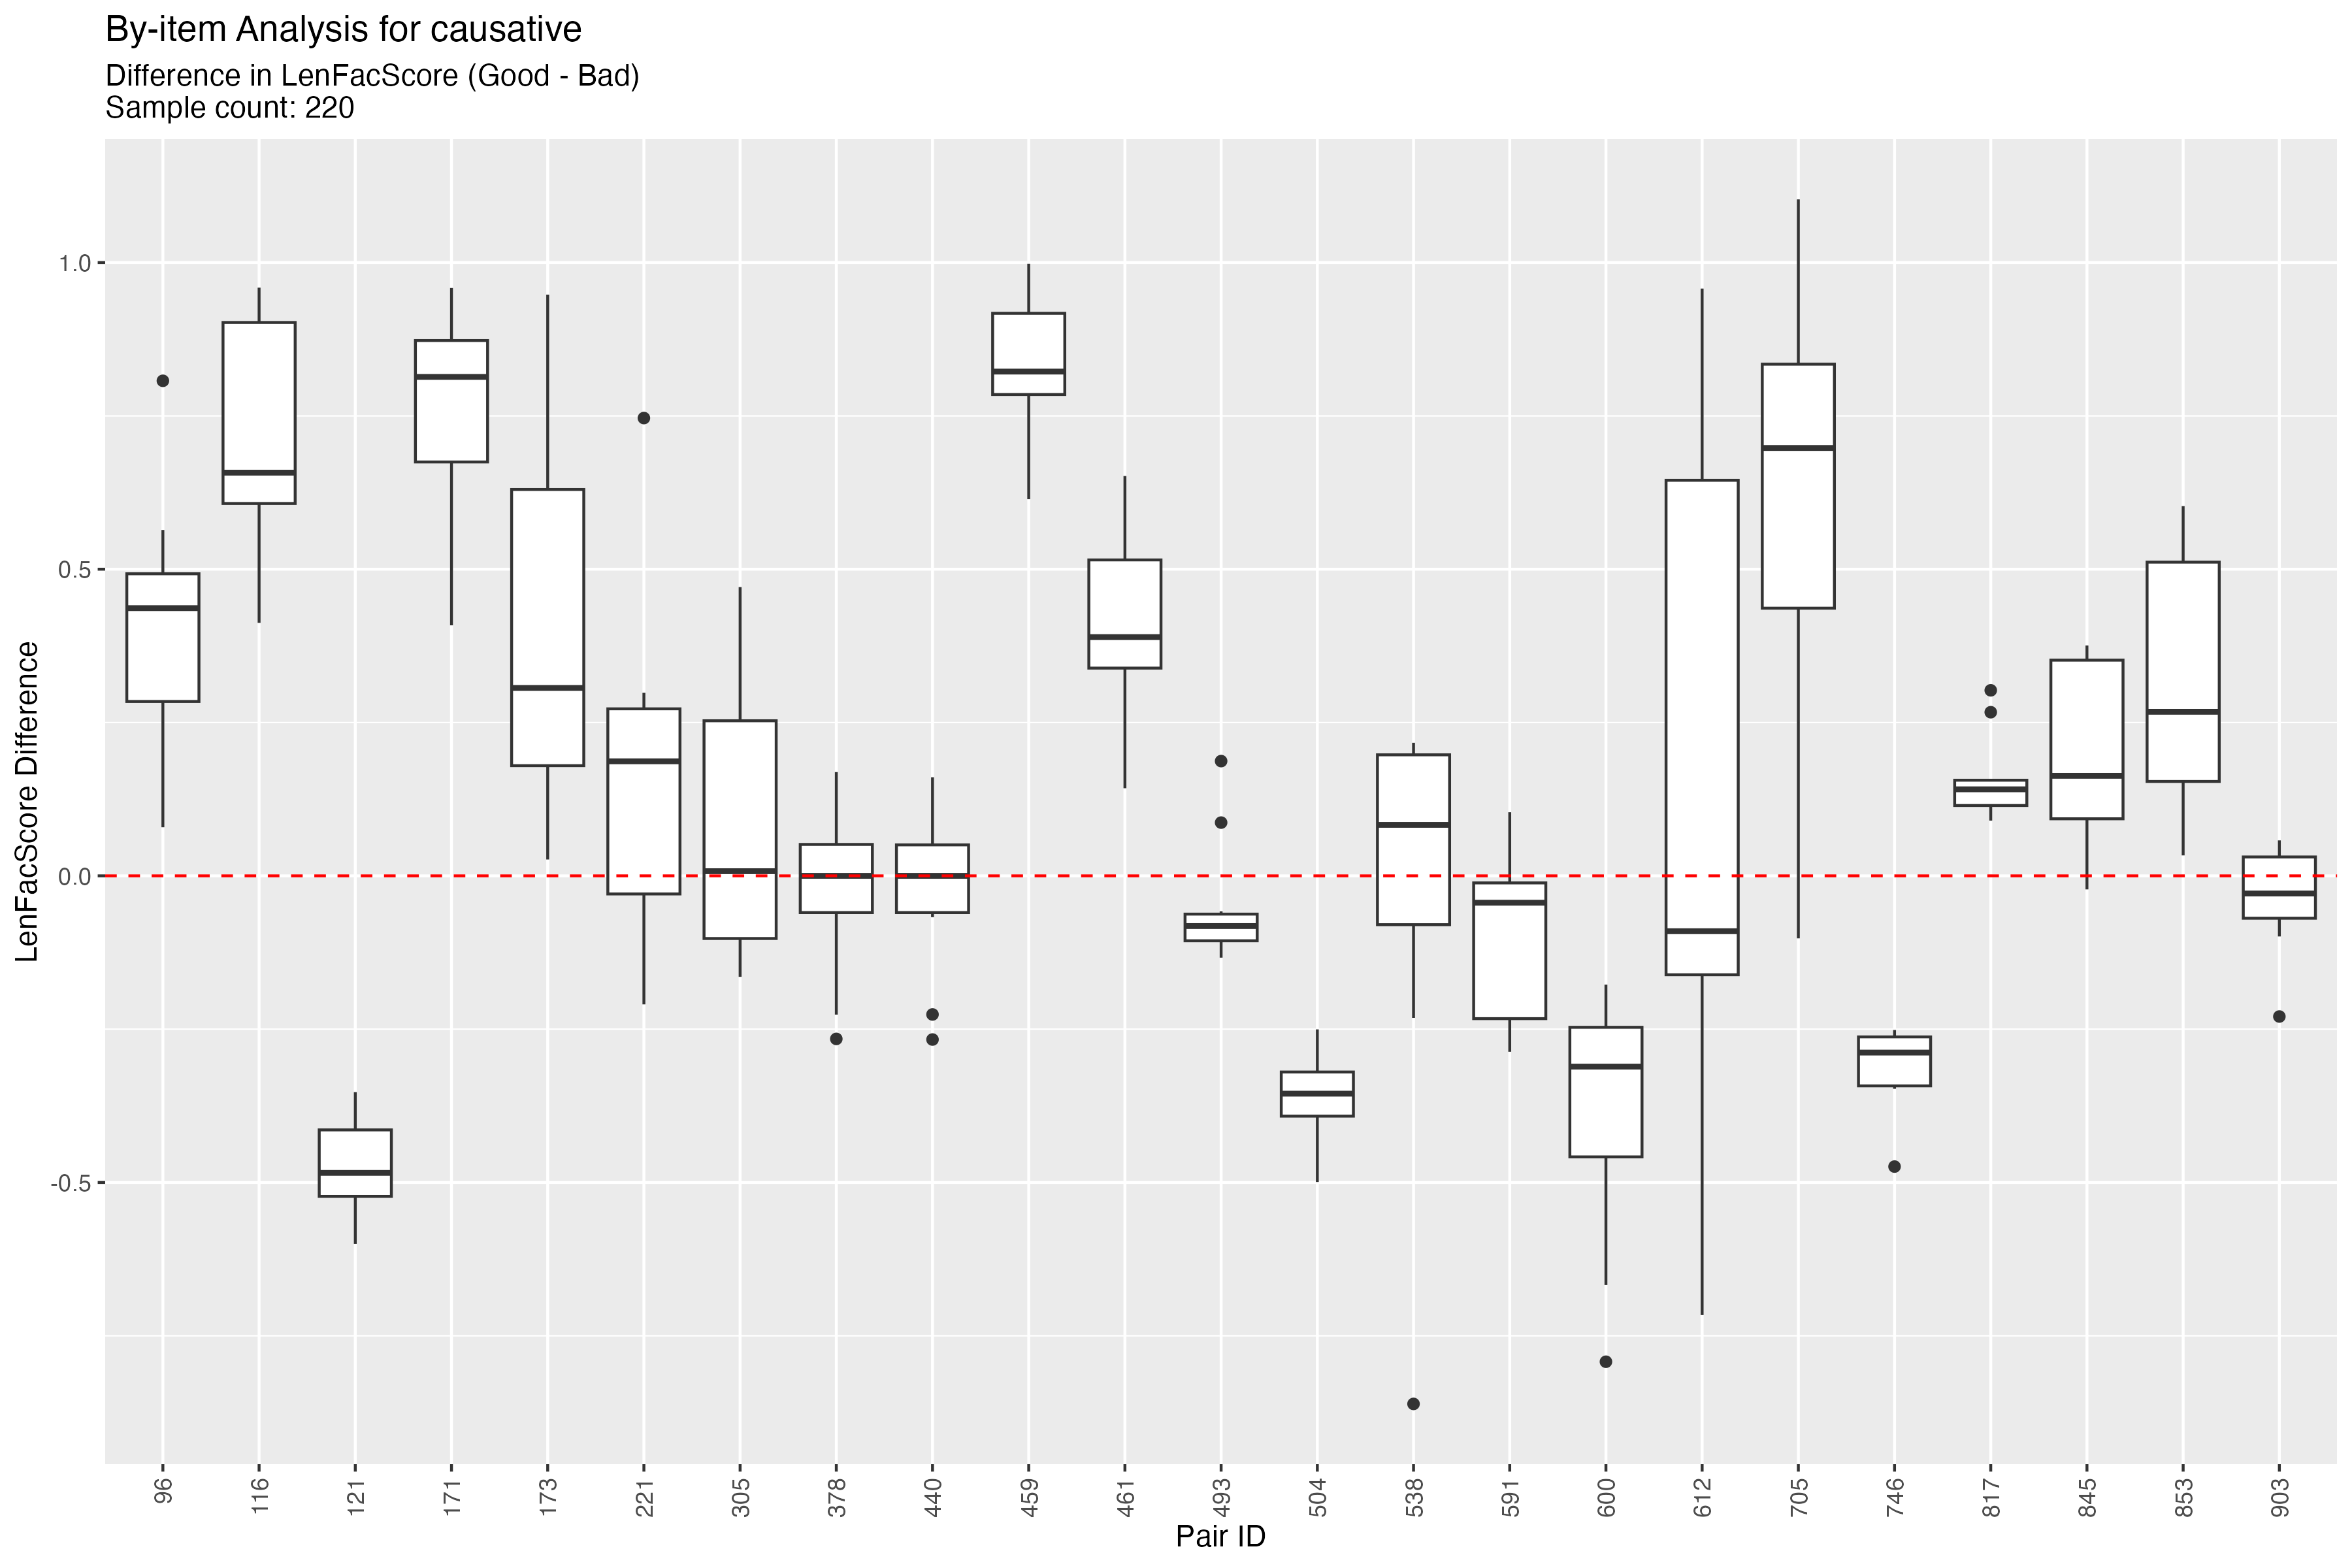 By-item Analysis for causative
Difference in LenFacScore (Good - Bad)
Sample count: 220
LenFacScore Difference
1.0
0.5
0.0
-0.5
96 116 121 171 173 221 305 378 440 459 461 493 504 538 591 600 612 705 746 817 845 853 903
Pair ID